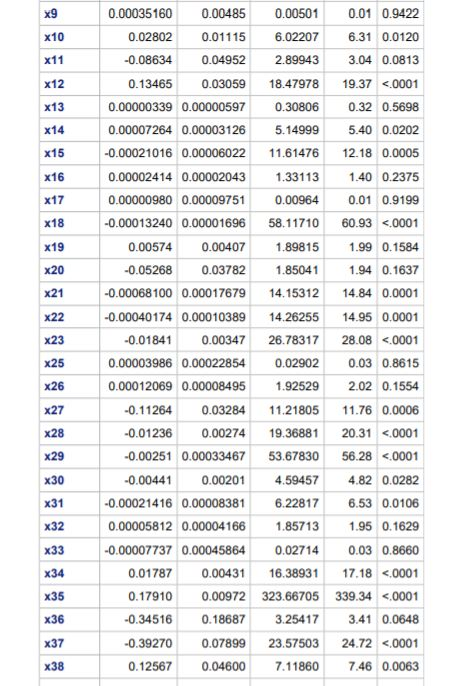 x9 0.00035160 0.00485 0.00501 0.01 0.9422
x10 0.02802 0.01115 6.02207 6.31 0.0120
x11 -0.08634 0.04952 2.89943 3.04 0.0813
x12 0.13465 0.03059 18.47978 19.37 <.0001
x13 0.00000339 0.00000597 0.30806 0.32 0.5698
x14 0.00007264 0.00003126 5.14999 5.40 0.0202
x15 -0.00021016 0.00006022 11.61476 12.18 0.0005
x16 0.00002414 0.00002043 1.33113 1.40 0.2375
x17 0.00000980 0.00009751 0.00964 0.01 0.9199
x18 -0.00013240 0.00001696 58.11710 60.93 <.0001
x19 0.00574 0.00407 1.89815 1.99 0.1584
x20 -0.05268 0.03782 1.85041 1.94 0.1637
x21 -0.00068100 0.00017679 14.15312 14.84 0.0001
x22 -0.00040174 0.00010389 14.26255 14.95 0.0001
x23 -0.01841 0.00347 26.78317 28.08 <.0001
x25 0.00003986 0.00022854 0.02902 0.03 0.8615
x26 0.00012069 0.00008495 1.92529 2.02 0.1554
x27 -0.11264 0.03284 11.21805 11.76 0.0006
x28 -0.01236 0.00274 19.36881 20.31 <.0001
x29 -0.00251 0.00033467 53.67830 56.28 <.0001
x30 -0.00441 0.00201 4.59457 4.82 0.0282
x31 -0.00021416 0.00008381 6.22817 6.53 0.0106
x32 0.00005812 0.00004166 1.85713 1.95 0.1629
x33 -0.00007737 0.00045864 0.02714 0.03 0.8660
x34 0.01787 0.00431 16.38931 17.18 <.0001
x35 0.17910 0.00972 323.66705 339.34 <.0001
x36 -0.34516 0.18687 3.25417 3.41 0.0648
x37 -0.39270 0.07899 23.57503 24.72 <.0001
x38 0.12567 0.04600 7.11860 7.46 0.0063